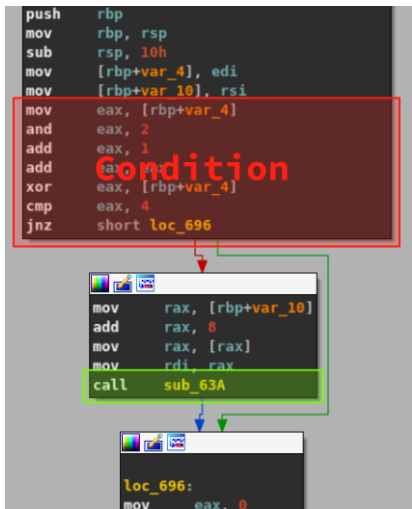 push rbp
mov rbp, rsp
sub rsp, 10h
mov [rbp+var_4], edi
mov [rbp+var_10], rsi
mov eax, [rbp+var_4]
and eax, 2
add eax, 1
add
Condition
xor eax, [rbp+var_4]
cmp eax, 4
jnz short loc_696
mov rax, [rbp+var_10]
add rax, 8
mov rax, [rax]
mov rdi, rax
call sub_63A
loc_696:
mov eax, 0